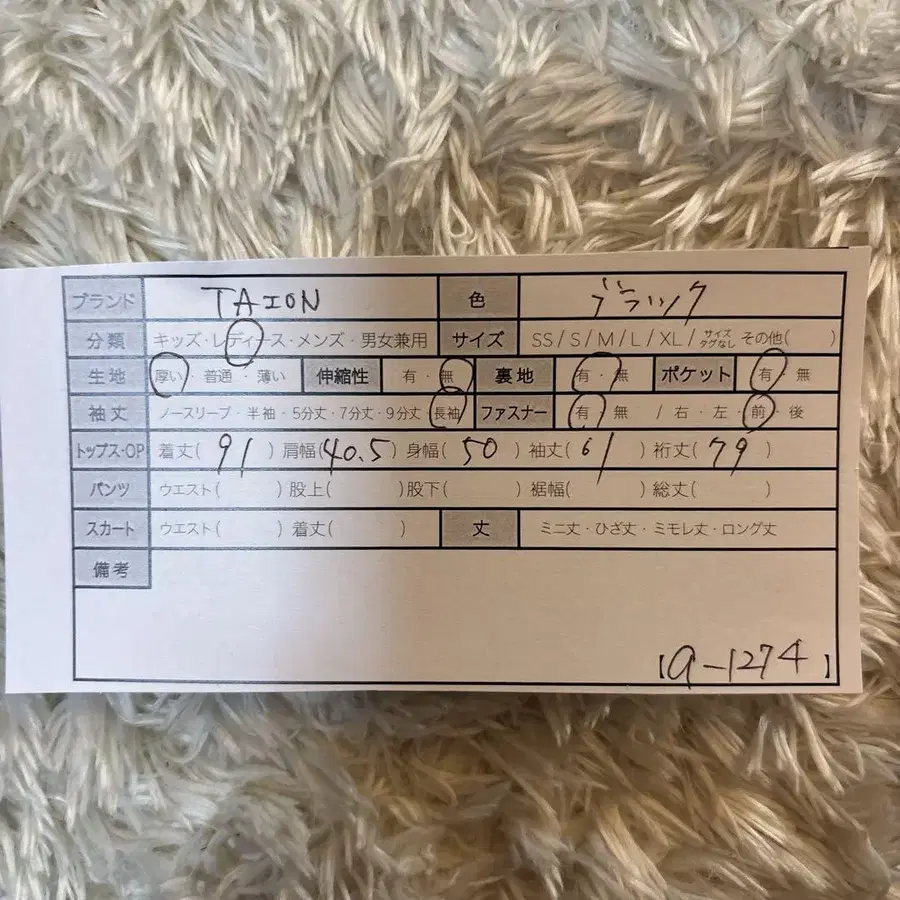 ブランド TAION 色 ブラック
分類 キッズ・レディース・メンズ・男女兼用 サイズ SS/S/M/L/XL/サイズタグなし その他( )
生地 厚い・普通・薄い 伸縮性 有・無 裏地 有・無 ポケット 有・無
袖丈 ノースリーブ・半袖・5分丈・7分丈・9分丈・長袖 ファスナー 有・無 / 右・左・前・後
トップス・OP 着丈(91) 肩幅(40.5) 身幅(50) 袖丈(61) 裄丈(79)
パンツ ウエスト( ) 股上( ) 股下( ) 裾幅( ) 総丈( )
スカート ウエスト( ) 着丈( ) 丈 ミニ丈・ひざ丈・ミモレ丈・ロング丈
備考
【a-1274】